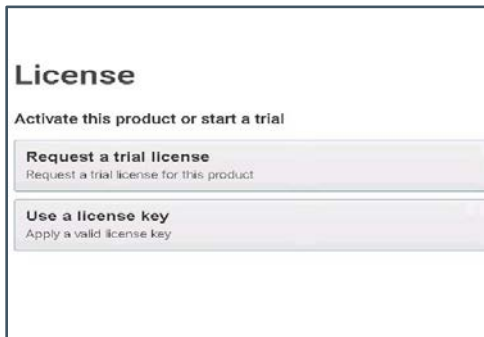 License
Activate this product or start a trial
Request a trial license
Request a trial license for this product
Use a license key
Apply a valid license key